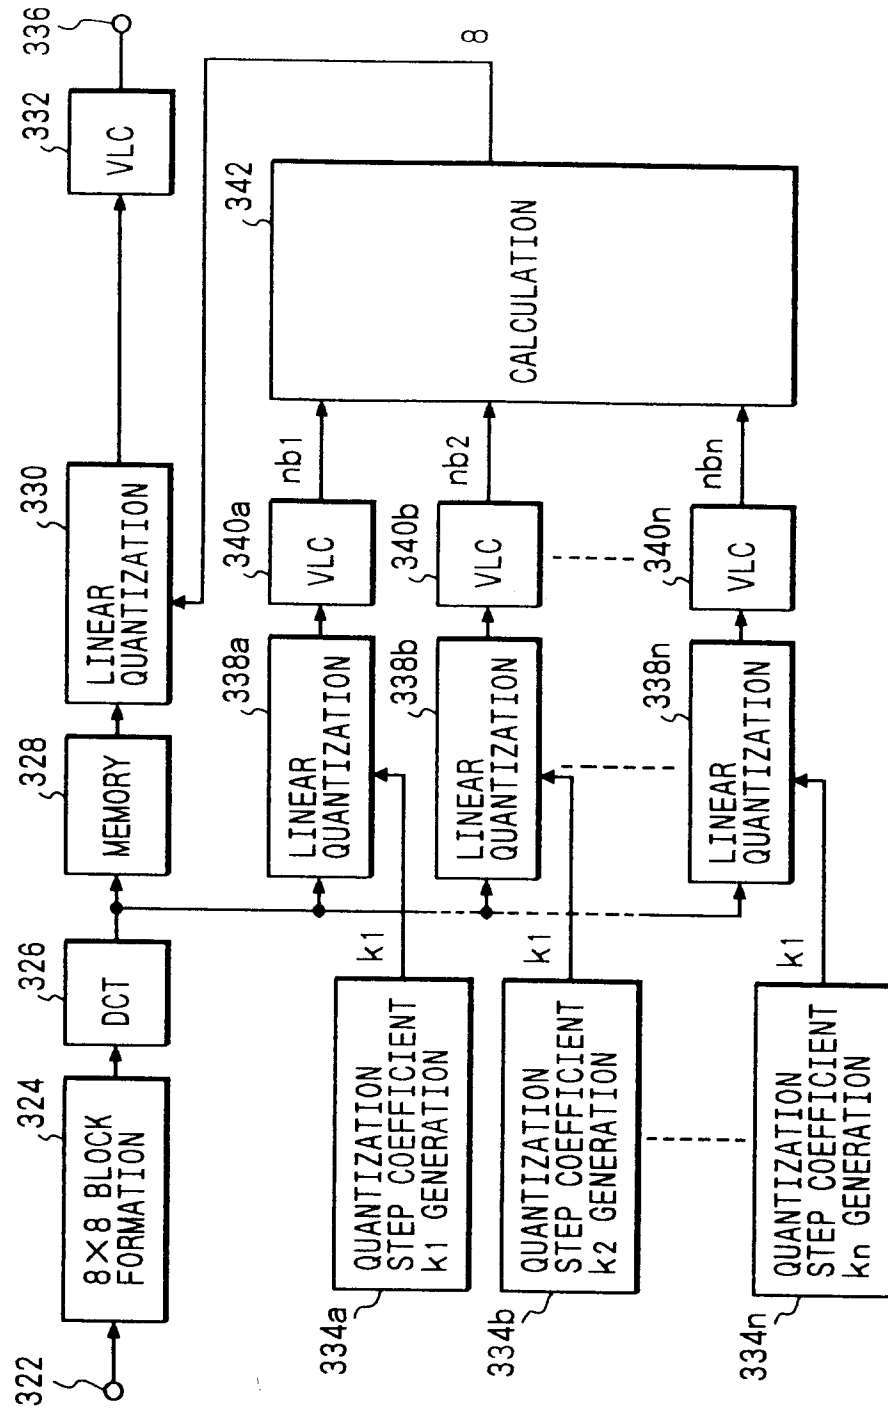 322
324
8×8 BLOCK
FORMATION
326
DCT
328
MEMORY
330
LINEAR
QUANTIZATION
332
VLC
336
8
334a
QUANTIZATION
STEP COEFFICIENT
k1 GENERATION
k1
338a
LINEAR
QUANTIZATION
340a
VLC
nb1
342
CALCULATION
334b
QUANTIZATION
STEP COEFFICIENT
k2 GENERATION
k1
338b
LINEAR
QUANTIZATION
340b
VLC
nb2
334n
QUANTIZATION
STEP COEFFICIENT
kn GENERATION
k1
338n
LINEAR
QUANTIZATION
340n
VLC
nbn